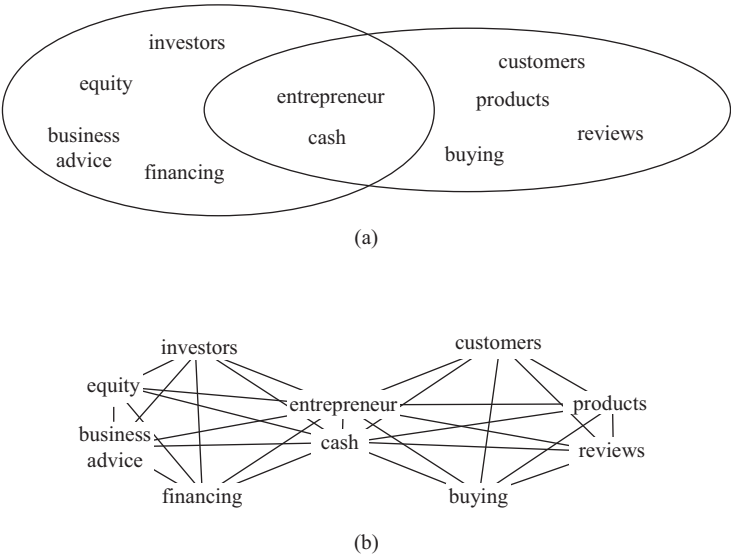 investors
customers
equity
entrepreneur
products
business
advice
cash
reviews
buying
financing
(a)
investors
customers
equity
entrepreneur
products
business
advice
cash
reviews
financing
buying
(b)